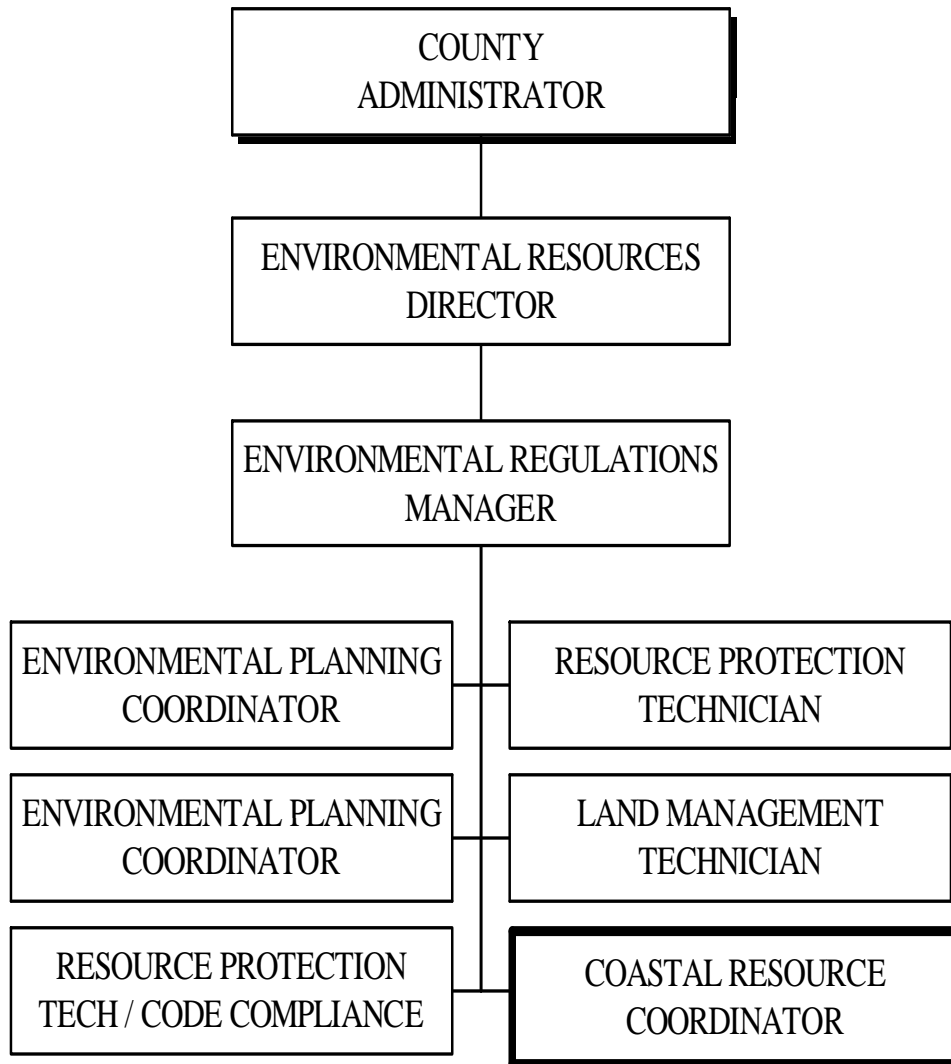 COUNTY
ADMINISTRATOR
ENVIRONMENTAL RESOURCES
DIRECTOR
ENVIRONMENTAL REGULATIONS
MANAGER
ENVIRONMENTAL PLANNING
COORDINATOR
RESOURCE PROTECTION
TECHNICIAN
ENVIRONMENTAL PLANNING
COORDINATOR
LAND MANAGEMENT
TECHNICIAN
RESOURCE PROTECTION
TECH / CODE COMPLIANCE
COASTAL RESOURCE
COORDINATOR